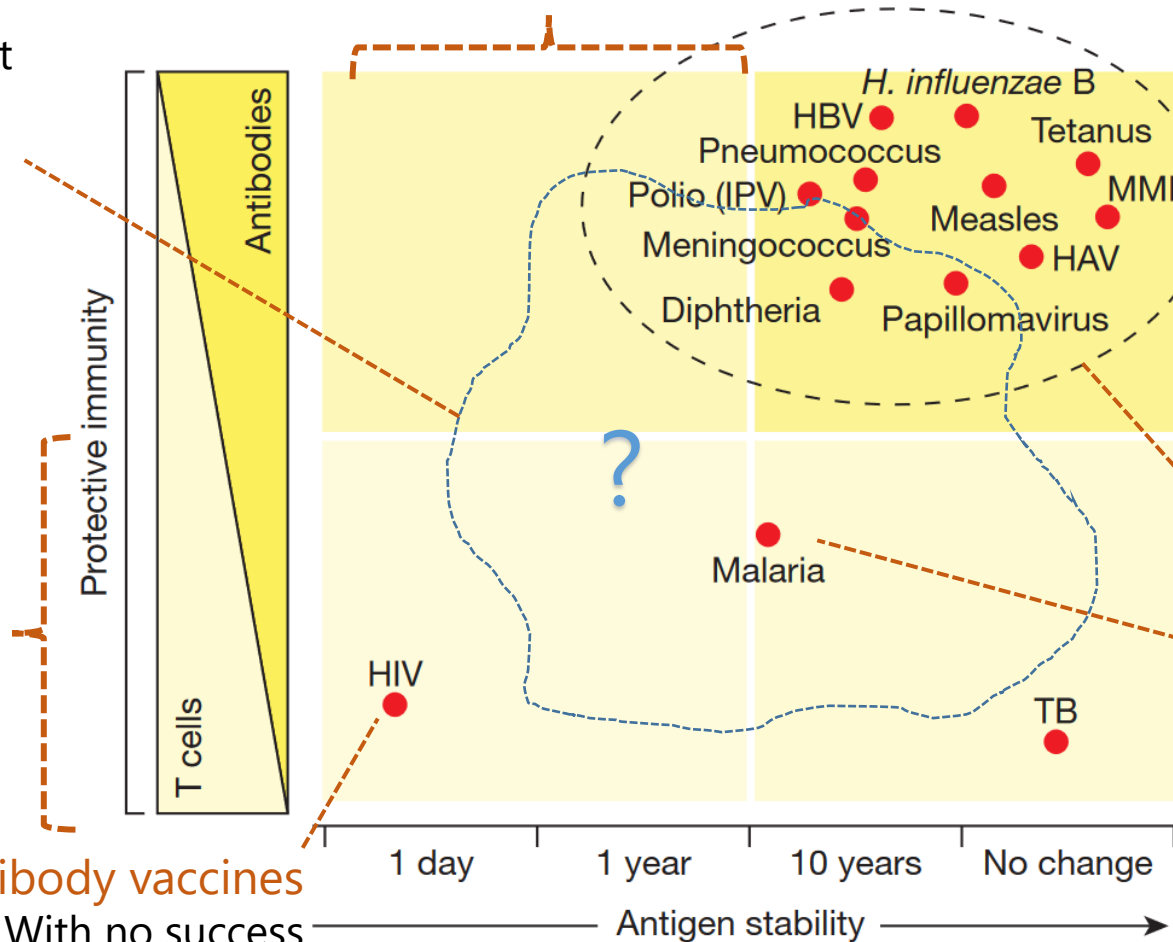 t
H. influenzae B
HBV
Tetanus
Pneumococcus
Polio (IPV)
MM
Measles
Meningococcus
HAV
Diphtheria
Papillomavirus
Antibodies
Protective immunity
T cells
?
Malaria
HIV
TB
1 day
1 year
10 years
No change
ibody vaccines
With no success
Antigen stability